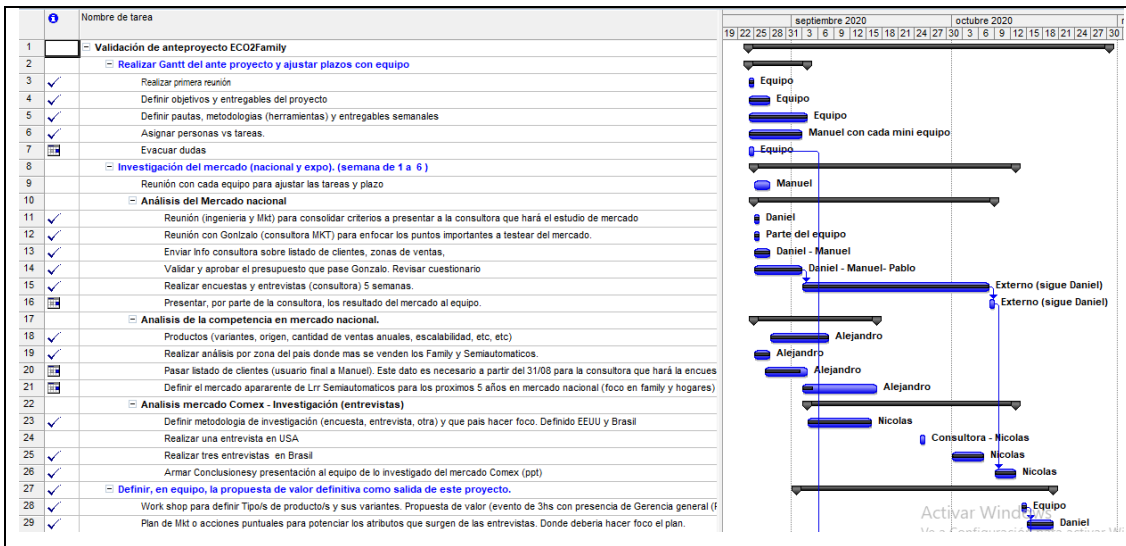 Nombre de tarea
septiembre 2020 octubre 2020
19 22 25 28 31 3 6 9 12 15 18 21 24 27 30 3 6 9 12 15 18 21 24 27 30
1 Validación de anteproyecto ECO2Family
2 Realizar Gantt del ante proyecto y ajustar plazos con equipo
3 Realizar primera reunión Equipo
4 Definir objetivos y entregables del proyecto Equipo
5 Definir pautas, metodologias (herramientas) y entregables semanales Equipo
6 Asignar personas vs tareas. Manuel con cada mini equipo
7 Evacuar dudas Equipo
8 Investigación del mercado (nacional y expo). (semana de 1 a 6 )
9 Reunión con cada equipo para ajustar las tareas y plazo Manuel
10 Análisis del Mercado nacional
11 Reunión (ingenieria y Mkt) para consolidar criterios a presentar a la consultora que hará el estudio de mercado Daniel
12 Reunión con Gonlzalo (consultora MKT) para enfocar los puntos importantes a testear del mercado. Parte del equipo
13 Enviar Info consultora sobre listado de clientes, zonas de ventas, Daniel - Manuel
14 Validar y aprobar el presupuesto que pase Gonzalo. Revisar cuestionario Daniel - Manuel- Pablo
15 Realizar encuestas y entrevistas (consultora) 5 semanas. Externo (sigue Daniel)
16 Presentar, por parte de la consultora, los resultado del mercado al equipo. Externo (sigue Daniel)
17 Analisis de la competencia en mercado nacional.
18 Productos (variantes, origen, cantidad de ventas anuales, escalabilidad, etc, etc) Alejandro
19 Realizar análisis por zona del pais donde mas se venden los Family y Semiautomaticos. Alejandro
20 Pasar listado de clientes (usuario final a Manuel). Este dato es necesario a partir del 31/08 para la consultora que hará la encues Alejandro
21 Definir el mercado apararente de Lrr Semiautomaticos para los proximos 5 años en mercado nacional (foco en family y hogares) Alejandro
22 Analisis mercado Comex - Investigación (entrevistas)
23 Definir metodologia de investigación (encuesta, entrevista, otra) y que pais hacer foco. Definido EEUU y Brasil Nicolas
24 Realizar una entrevista en USA Consultora - Nicolas
25 Realizar tres entrevistas en Brasil Nicolas
26 Armar Conclusionesy presentación al equipo de lo investigado del mercado Comex (ppt) Nicolas
27 Definir, en equipo, la propuesta de valor definitiva como salida de este proyecto.
28 Work shop para definir Tipo/s de producto/s y sus variantes. Propuesta de valor (evento de 3hs con presencia de Gerencia general ( Equipo
Activar Windows
29 Plan de Mkt o acciones puntuales para potenciar los atributos que surgen de las entrevistas. Donde deberia hacer foco el plan. Daniel